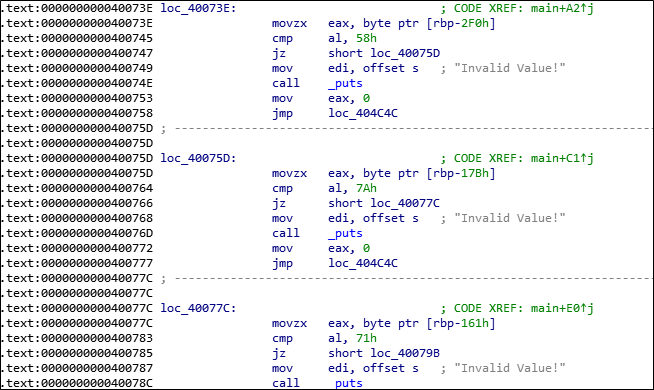 .text:000000000040073E loc_40073E: ; CODE XREF: main+A2↑j
.text:000000000040073E movzx eax, byte ptr [rbp-2F0h]
.text:0000000000400745 cmp al, 58h
.text:0000000000400747 jz short loc_40075D
.text:0000000000400749 mov edi, offset s ; "Invalid Value!"
.text:000000000040074E call _puts
.text:0000000000400753 mov eax, 0
.text:0000000000400758 jmp loc_404C4C
.text:000000000040075D ; ---------------------------------------------------------------------------
.text:000000000040075D
.text:000000000040075D loc_40075D: ; CODE XREF: main+C1↑j
.text:000000000040075D movzx eax, byte ptr [rbp-17Bh]
.text:0000000000400764 cmp al, 7Ah
.text:0000000000400766 jz short loc_40077C
.text:0000000000400768 mov edi, offset s ; "Invalid Value!"
.text:000000000040076D call _puts
.text:0000000000400772 mov eax, 0
.text:0000000000400777 jmp loc_404C4C
.text:000000000040077C ; ---------------------------------------------------------------------------
.text:000000000040077C
.text:000000000040077C loc_40077C: ; CODE XREF: main+E0↑j
.text:000000000040077C movzx eax, byte ptr [rbp-161h]
.text:0000000000400783 cmp al, 71h
.text:0000000000400785 jz short loc_40079B
.text:0000000000400787 mov edi, offset s ; "Invalid Value!"
.text:000000000040078C call _puts